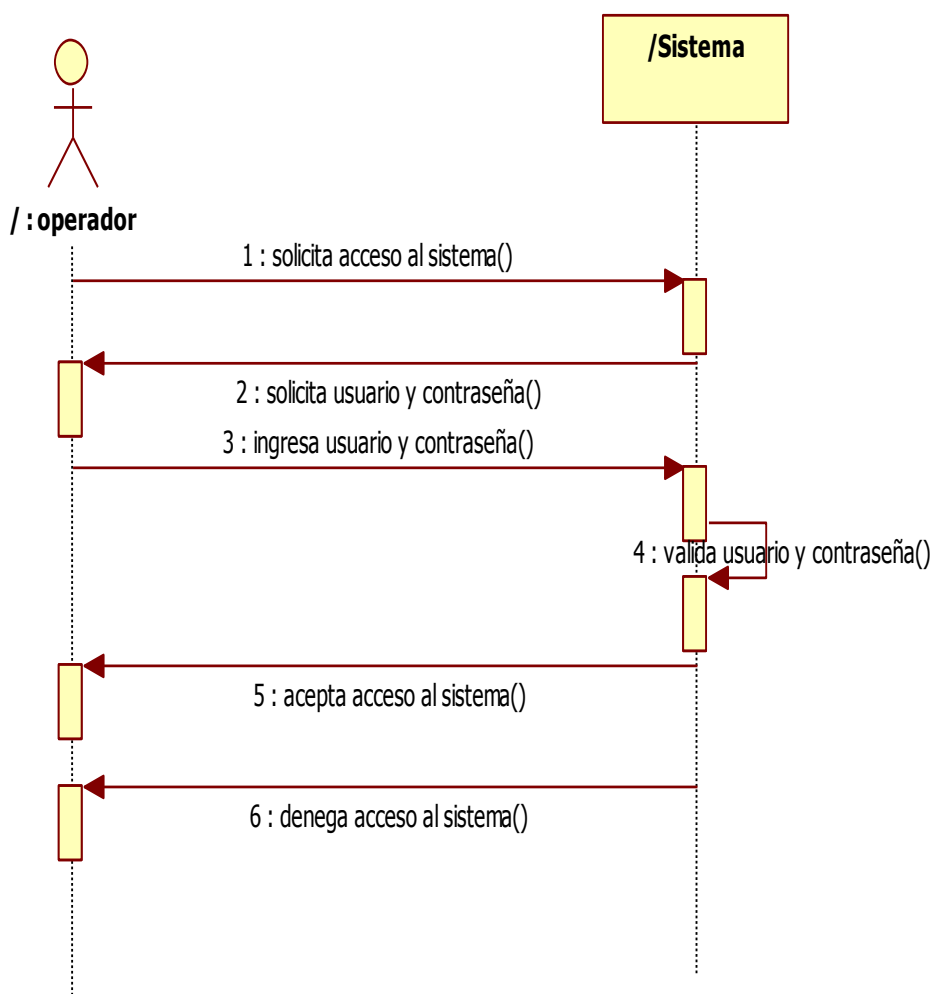 /Sistema
/ : operador
1 : solicita acceso al sistema()
2 : solicita usuario y contraseña()
3 : ingresa usuario y contraseña()
4 : valida usuario y contraseña()
5 : acepta acceso al sistema()
6 : denega acceso al sistema()